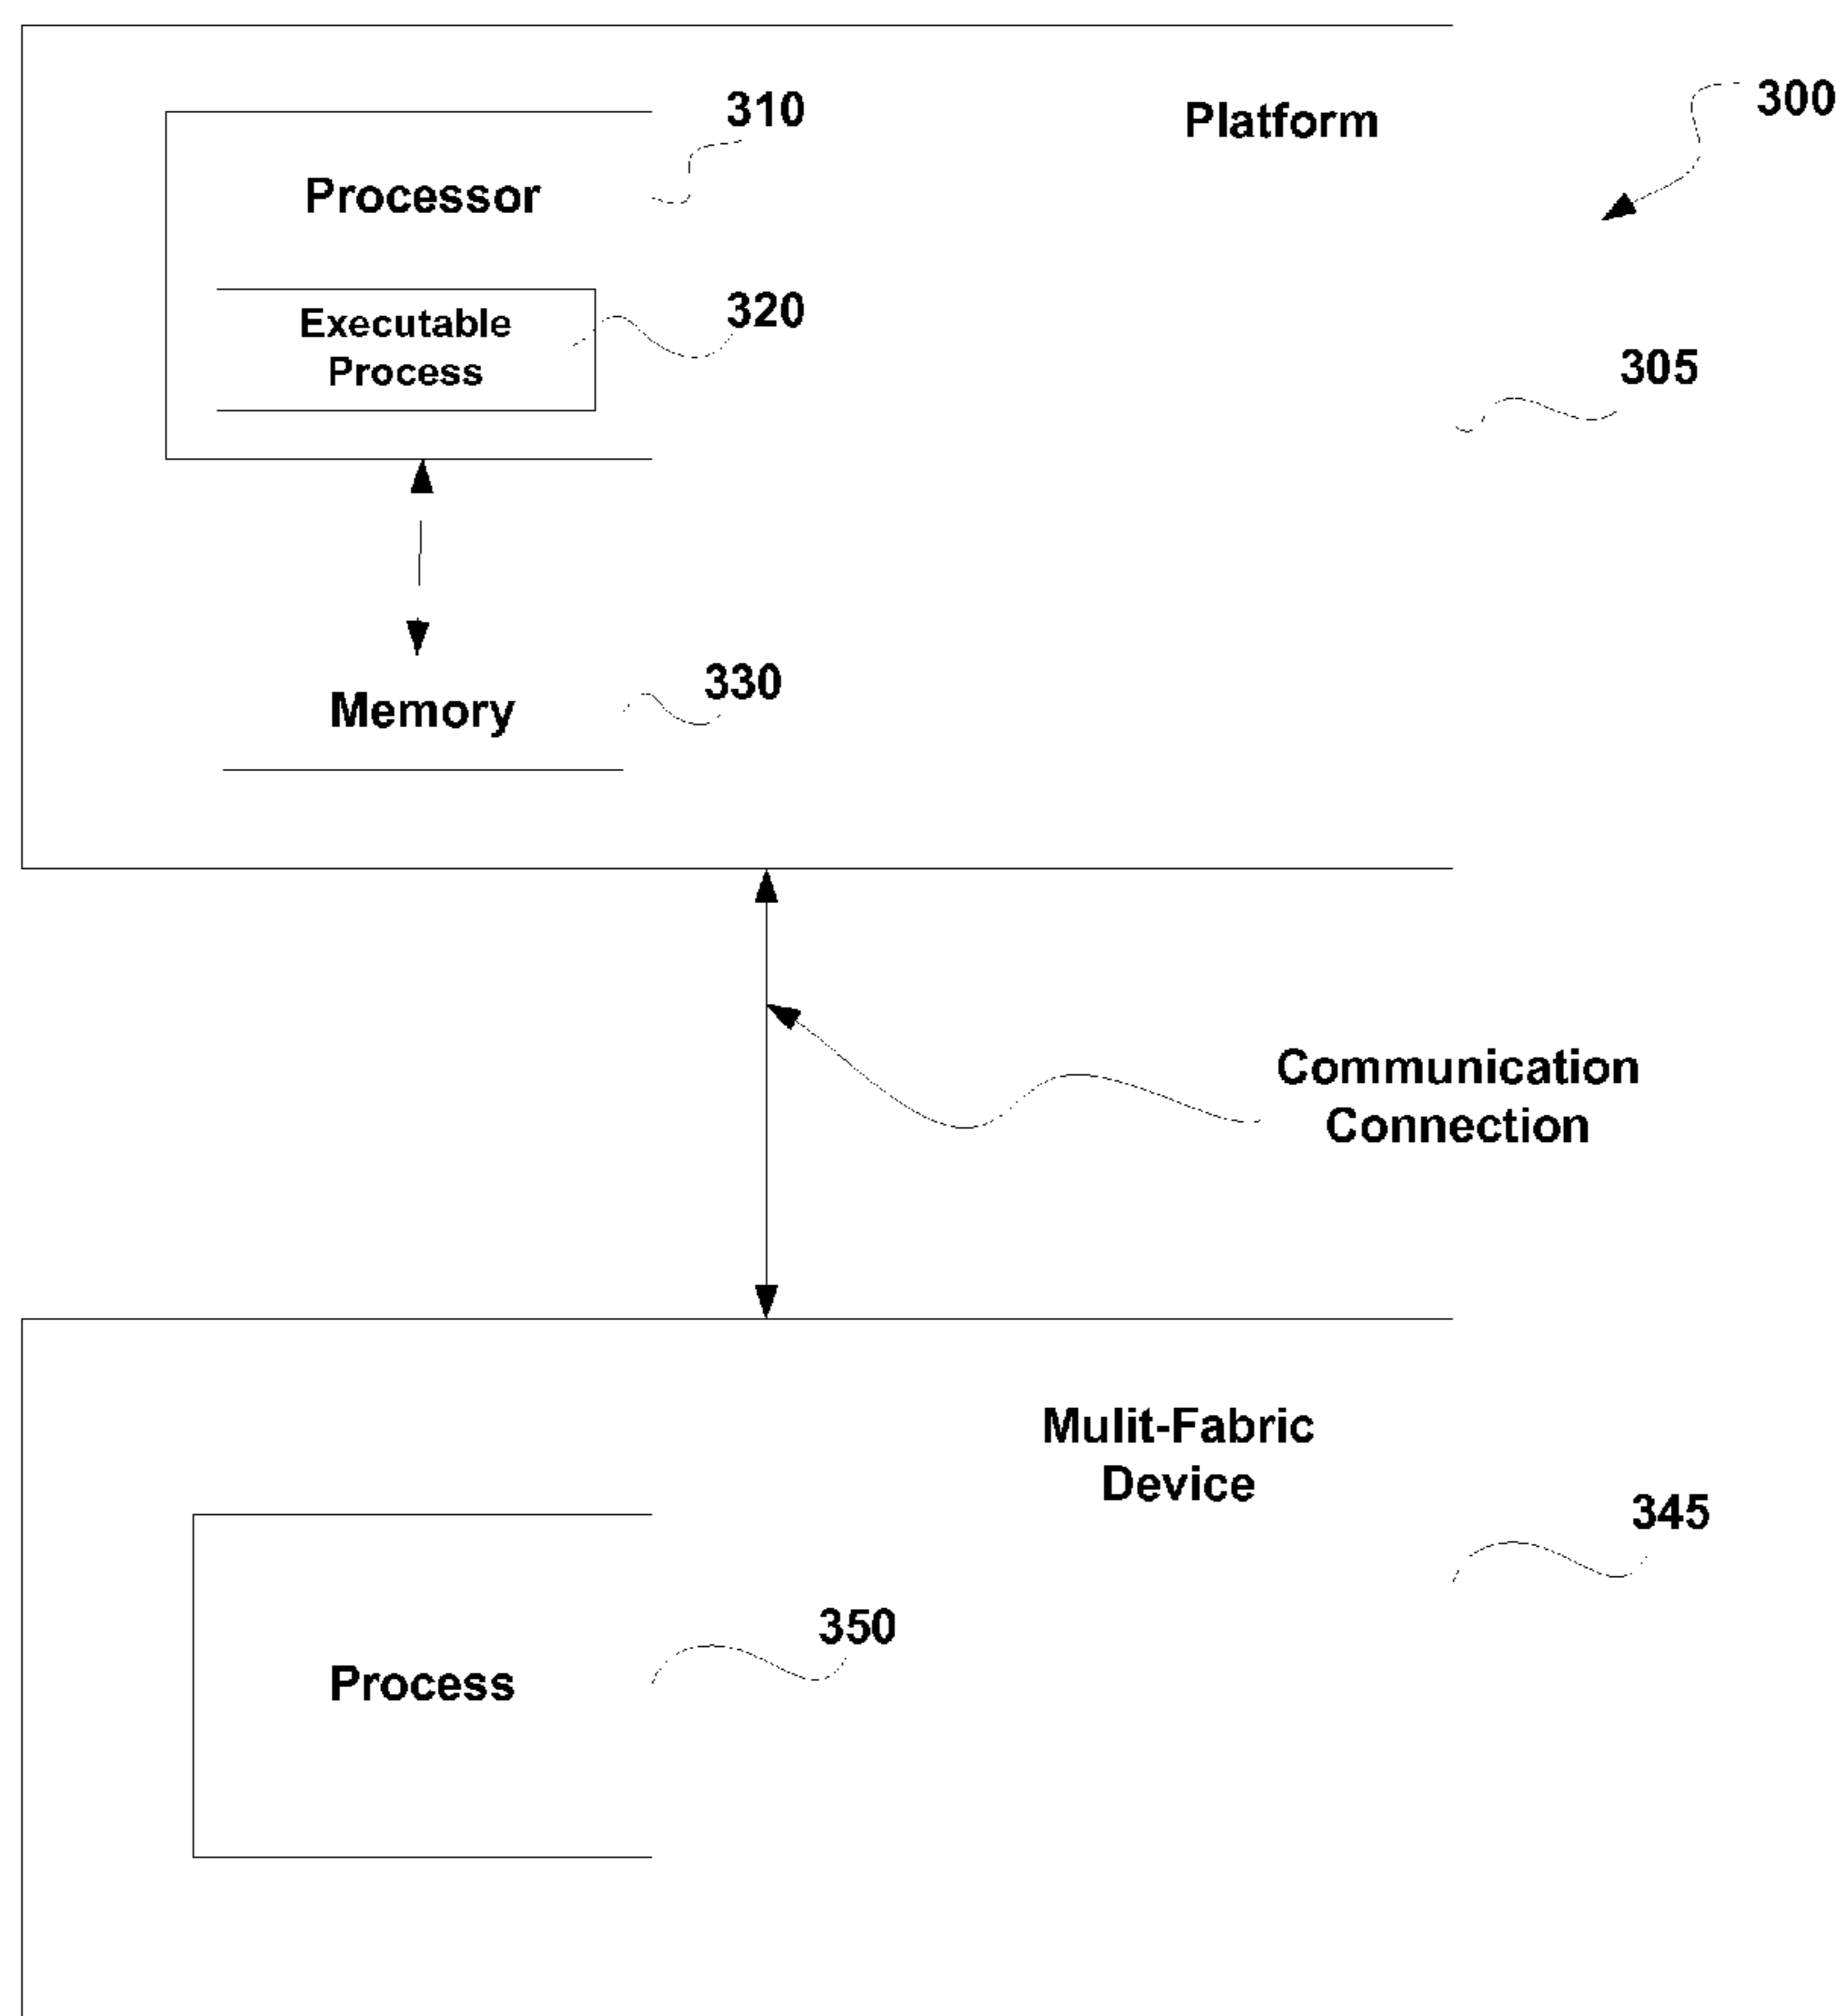 310
Platform
300
Processor
320
Executable
Process
305
330
Memory
Communication
Connection
Mulit-Fabric
Device
345
350
Process